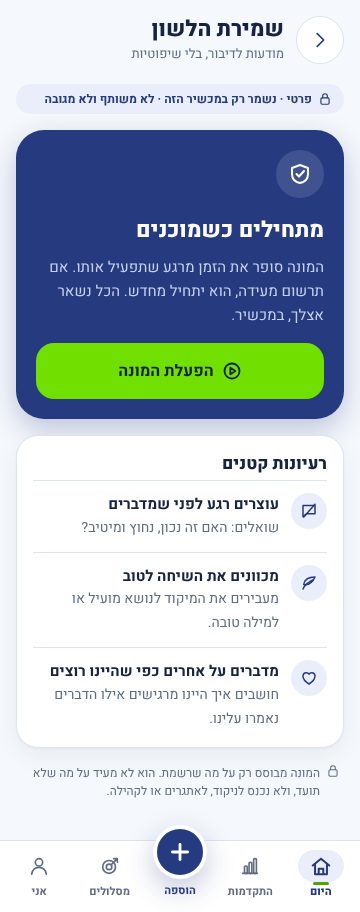 שמירת הלשון
מודעות לדיבור, בלי שיפוטיות
פרטי · נשמר רק במכשיר הזה · לא משותף ולא מגובה
מתחילים כשמוכנים
המונה סופר את הזמן מרגע שתפעיל אותו. אם
תרשום מעידה, הוא יתחיל מחדש. הכל נשאר
אצלך, במכשיר.
הפעלת המונה
רעיונות קטנים
עוצרים רגע לפני שמדברים
שואלים: האם זה נכון, נחוץ ומיטיב?
מכוונים את השיחה לטוב
מעבירים את המיקוד לנושא מועיל או
למילה טובה.
מדברים על אחרים כפי שהיינו רוצים
חושבים איך היינו מרגישים אילו הדברים
נאמרו עלינו.
המונה מבוסס רק על מה שרשמת. הוא לא מעיד על מה שלא
תועד, ולא נכנס לניקוד, לאתגרים או לקהילה.
היום
התקדמות
הוספה
מסלולים
אני